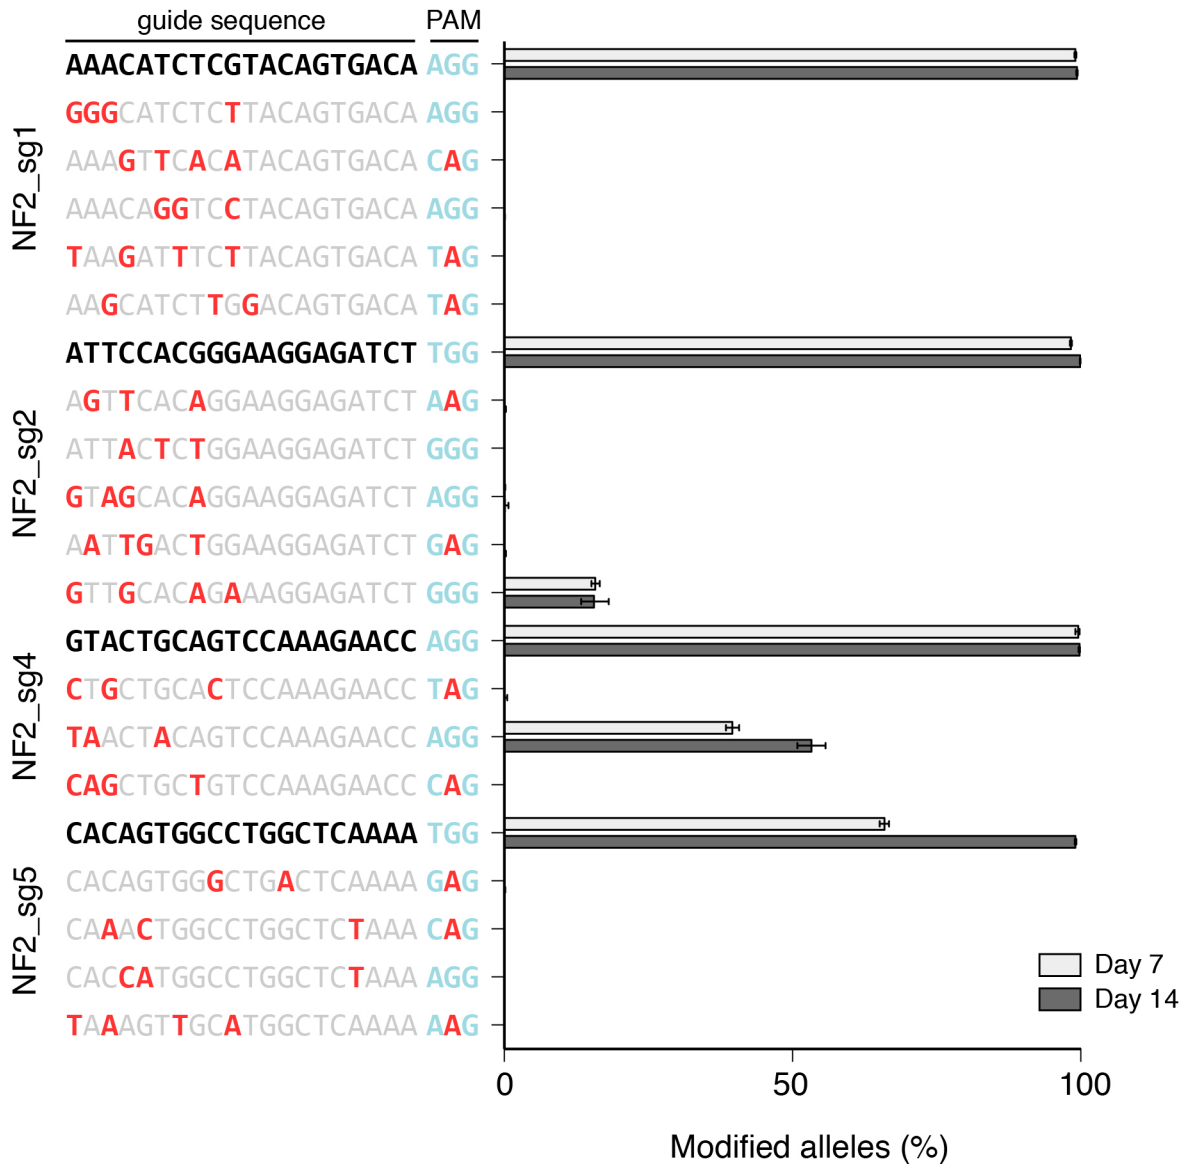 guide sequence PAM
NF2_sg1
AAACATCTCGTACAGTGACA AGG
GGGCATCTCTTACAGTGACA AGG
AAAGTTCACATACAGTGACA CAG
AAACAGGTCCTACAGTGACA AGG
TAAGATTTCTTACAGTGACA TAG
AAGCATCTTGGACAGTGACA TAG
NF2_sg2
ATTCCACGGGAAGGAGATCT TGG
AGTTCACAGGAAGGAGATCT AAG
ATTACTCTGGAAGGAGATCT GGG
GTAGCACAGGAAGGAGATCT AGG
AATTGACTGGAAGGAGATCT GAG
GTTGCACAGAAAGGAGATCT GGG
NF2_sg4
GTACTGCAGTCCAAAGAACC AGG
CTGCTGCACTCCAAAGAACC TAG
TAACTACAGTCCAAAGAACC AGG
CAGCTGCTGTCCAAAGAACC CAG
NF2_sg5
CACAGTGGCCTGGCTCAAAA TGG
CACAGTGGGCTGACTCAAAA GAG
CAAACTGGCCTGGCTCTAAA CAG
CACCATGGCCTGGCTCTAAA AGG
TAAAGTTGCATGGCTCAAAA AAG
Day 7
Day 14
0 50 100
Modified alleles (%)